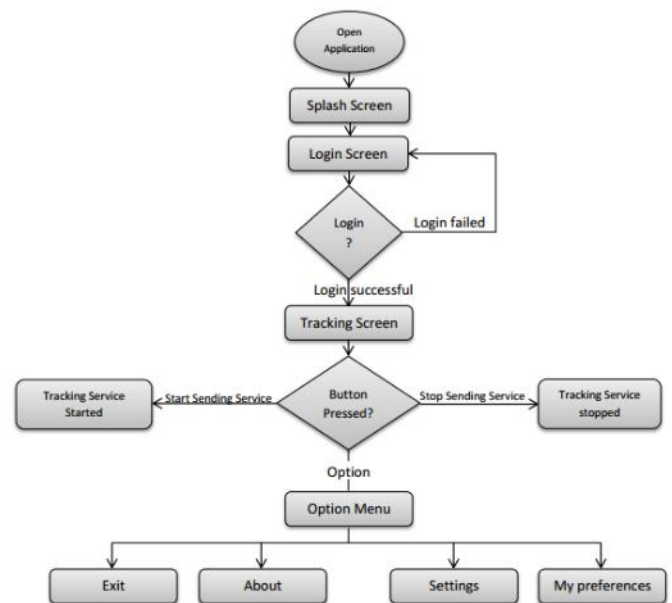 Open
Application
Splash Screen
Login Screen
Login
?
Login failed
Login successful
Tracking Screen
Tracking Service
Started
Start Sending Service
Button
Pressed?
Stop Sending Service
Tracking Service
stopped
Option
Option Menu
Exit
About
Settings
My preferences